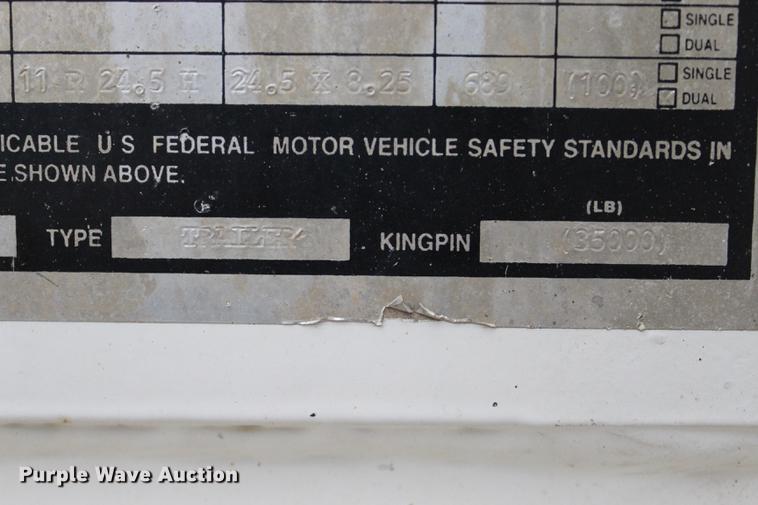 SINGLE
DUAL
11 R 24.5 H 24.5 X 8.25 689 (100) SINGLE
DUAL
ICABLE U S FEDERAL MOTOR VEHICLE SAFETY STANDARDS IN
E SHOWN ABOVE.
(LB)
TYPE TRAILER KINGPIN (35000)
Purple Wave Auction